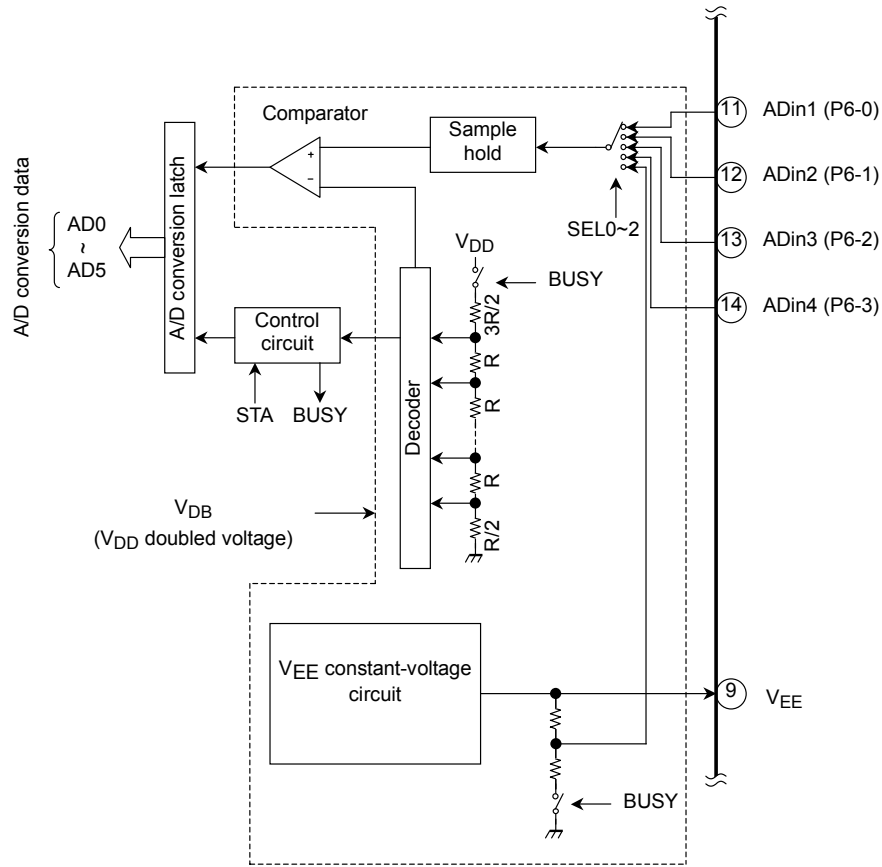 Comparator
+
−
Sample
hold
SEL0~2
11 ADin1 (P6-0)
12 ADin2 (P6-1)
13 ADin3 (P6-2)
14 ADin4 (P6-3)
A/D conversion data
AD0
~
AD5
A/D conversion latch
Control
circuit
STA
BUSY
Decoder
VDD
BUSY
3R/2
R
R
R
R/2
VDB
(VDD doubled voltage)
VEE constant-voltage
circuit
9 VEE
BUSY